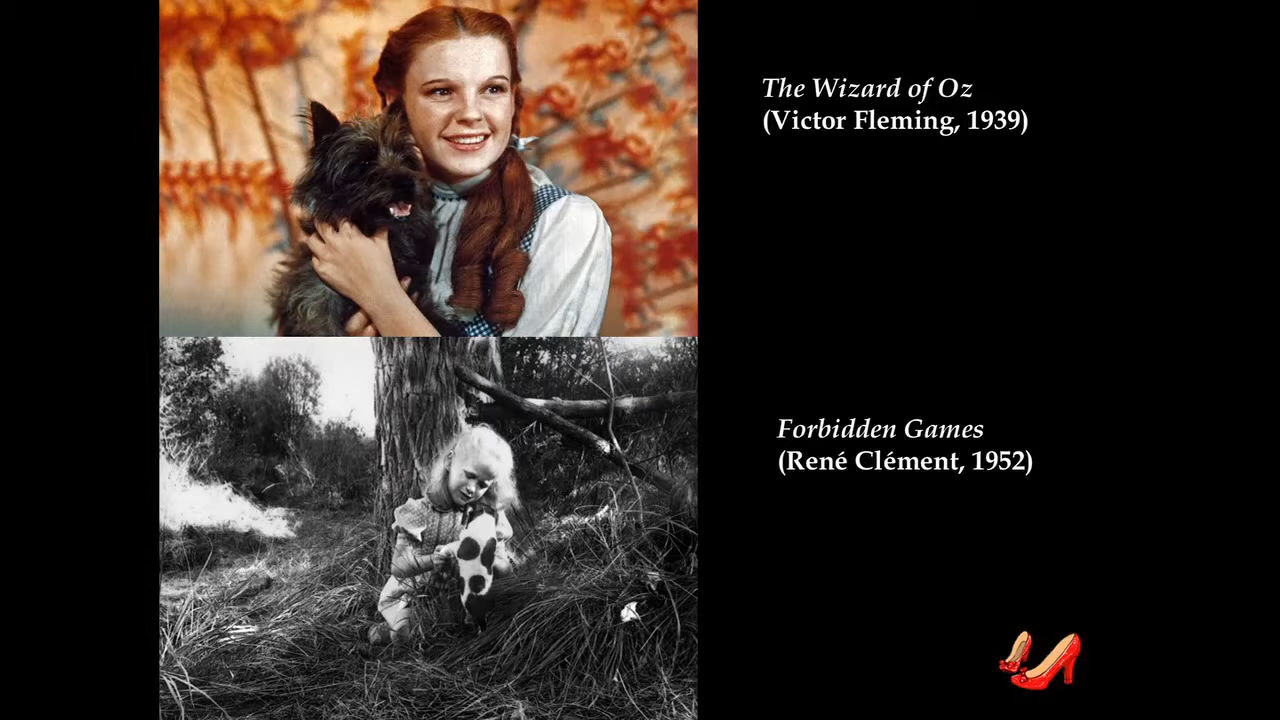 The Wizard of Oz
(Victor Fleming, 1939)
Forbidden Games
(René Clément, 1952)